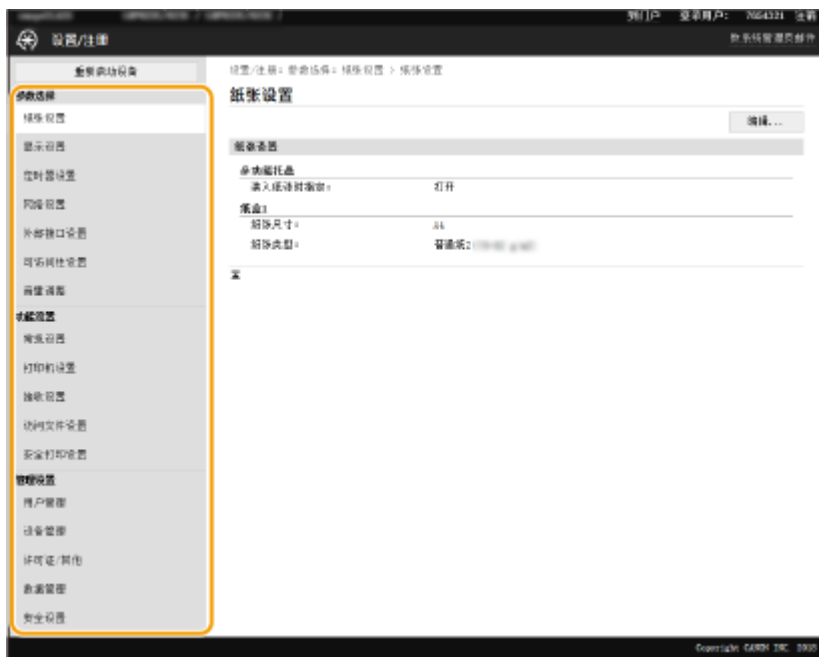 到门户 登录用户: 7654321 注销
设置/注册
致系统管理员邮件
重新启动设备
设置/注册: 参数选择: 纸张设置 > 纸张设置
参数选择
纸张设置
纸张设置
编辑...
显示设置
纸张设置
定时器设置
多功能托盘
装入纸张时指定:
打开
网络设置
纸盒1
外部接口设置
纸张尺寸:
A4
纸张类型:
普通纸2
可访问性设置
音量调整
功能设置
常规设置
打印机设置
接收设置
访问文件设置
安全打印设置
管理设置
用户管理
设备管理
许可证/其他
数据管理
安全设置
Copyright CANON INC. 2018